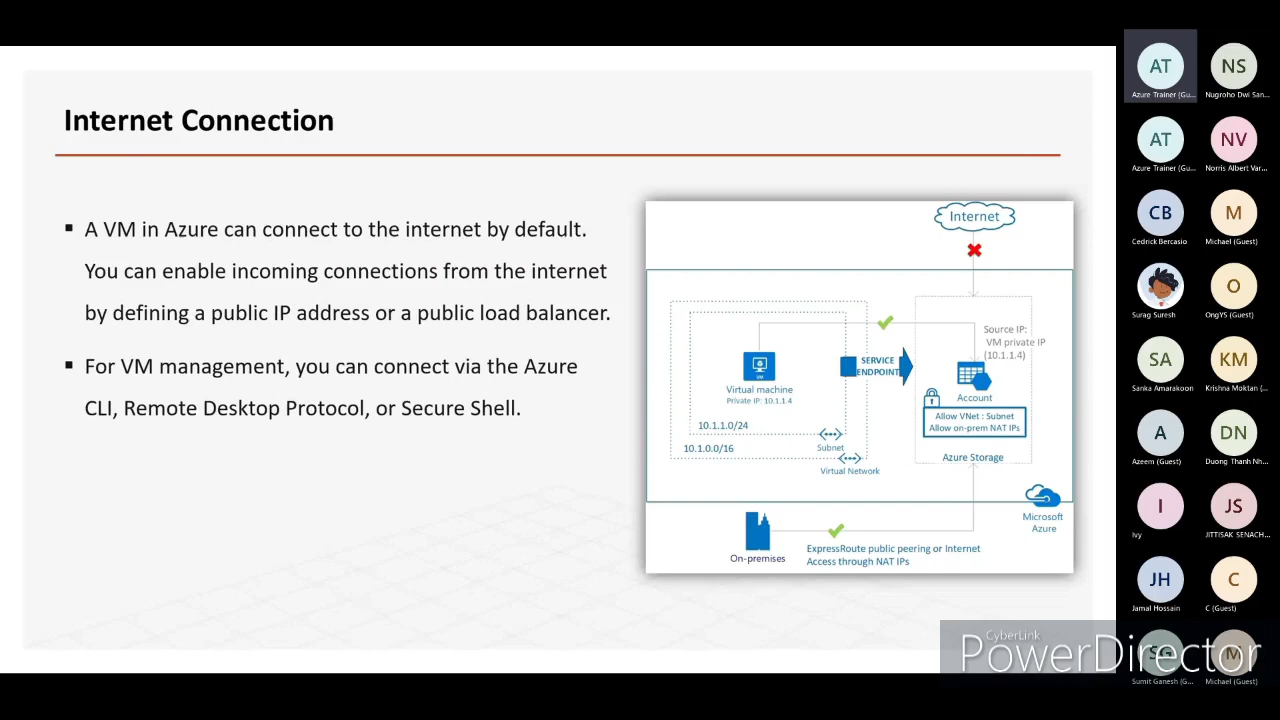 Internet Connection
▪ A VM in Azure can connect to the internet by default.
You can enable incoming connections from the internet
by defining a public IP address or a public load balancer.
▪ For VM management, you can connect via the Azure
CLI, Remote Desktop Protocol, or Secure Shell.
Internet
Source IP:
VM private IP
(10.1.1.4)
SERVICE
ENDPOINT
VM
Virtual machine
Private IP: 10.1.1.4
Account
Allow VNet : Subnet
Allow on-prem NAT IPs
10.1.1.0/24
Subnet
10.1.0.0/16
Azure Storage
Virtual Network
Microsoft
Azure
On-premises
ExpressRoute public peering or Internet
Access through NAT IPs
AT
NS
Azure Trainer (Gu...
Nugroho Dwi San...
AT
NV
Azure Trainer (Gu...
Norris Albert Var...
CB
M
Cedrick Bercasio
Michael (Guest)
O
Surag Suresh
OngYS (Guest)
SA
KM
Sanka Amarakoon
Krishna Moktan (...
A
DN
Azeem (Guest)
Duong Thanh Nh...
I
JS
Ivy
JITTISAK SENACH...
JH
C
Jamal Hossain
C (Guest)
SG
M
Sumit Ganesh (G...
Michael (Guest)
CyberLink
PowerDirector